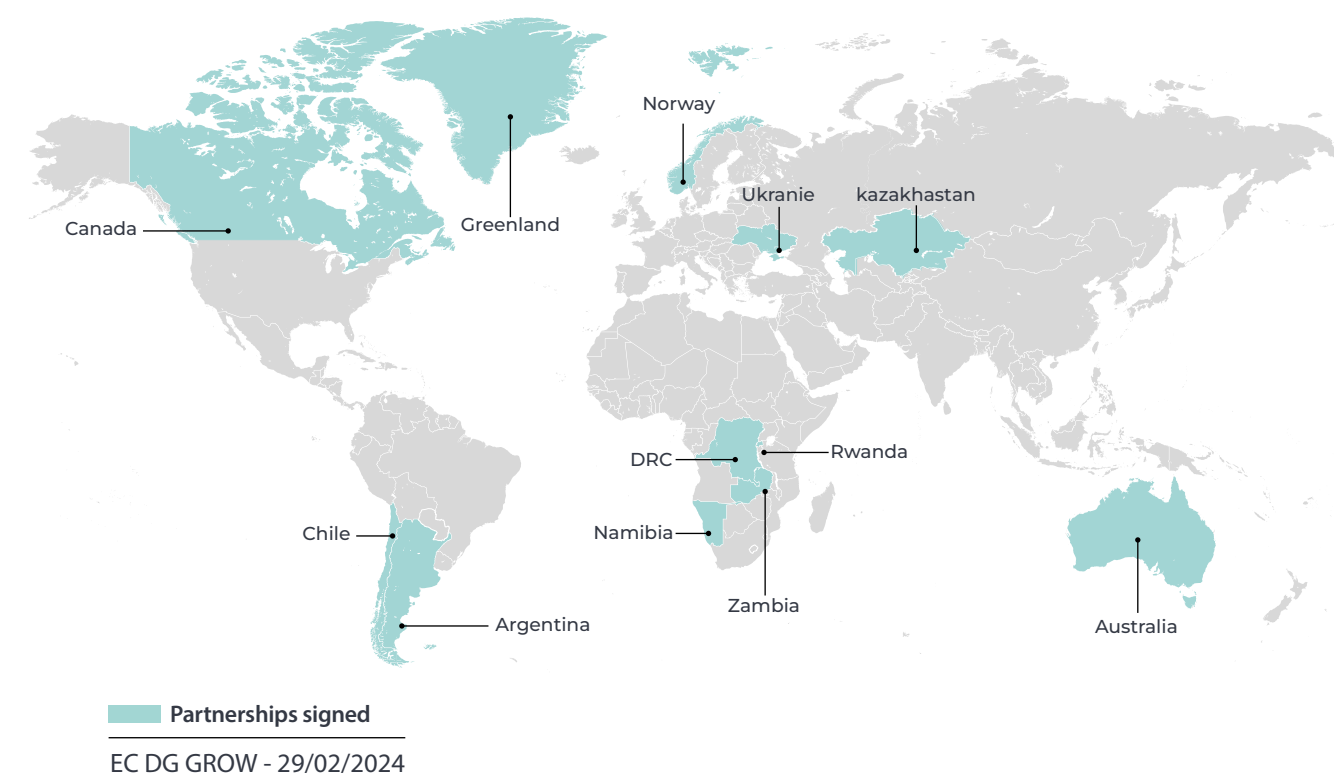 Norway
Ukranie
kazakhastan
Canada
Greenland
DRC
Rwanda
Chile
Namibia
Zambia
Argentina
Australia
Partnerships signed
EC DG GROW - 29/02/2024